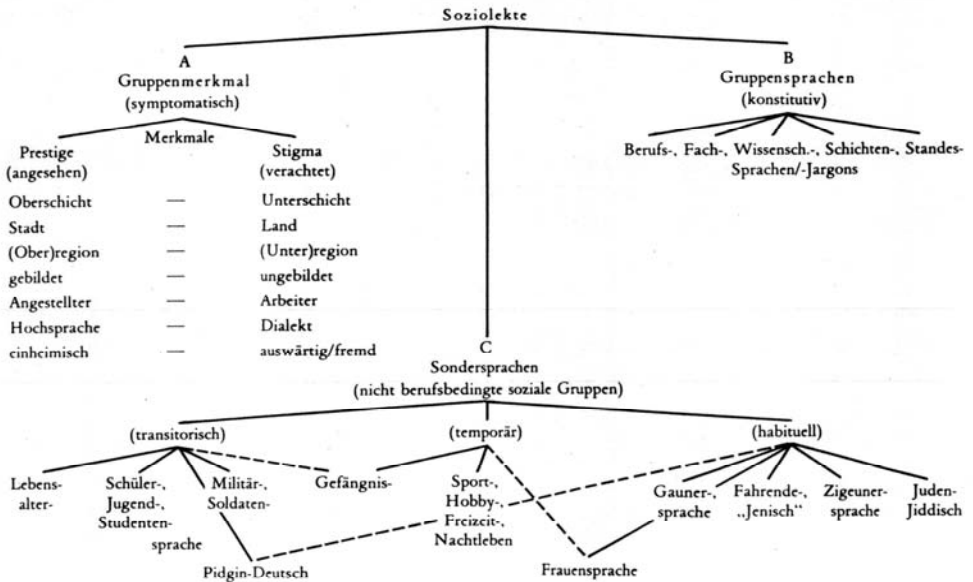 Soziolekte
A
Gruppenmerkmal
(symptomatisch)
Merkmale
Prestige
(angesehen)
Stigma
(verachtet)
Oberschicht — Unterschicht
Stadt — Land
(Ober)region — (Unter)region
gebildet — ungebildet
Angestellter — Arbeiter
Hochsprache — Dialekt
einheimisch — auswärtig/fremd
B
Gruppensprachen
(konstitutiv)
Berufs-, Fach-, Wissensch.-, Schichten-, Standes-
Sprachen/-Jargons
C
Sondersprachen
(nicht berufsbedingte soziale Gruppen)
(transitorisch)
(temporär)
(habituell)
Lebens-
alter-
Schüler-,
Jugend-,
Studenten-
sprache
Militär-,
Soldaten-
Gefängnis-
Sport-,
Hobby-,
Freizeit-,
Nachtleben
Gauner-,
sprache
Fahrende-,
„Jenisch“
Zigeuner-
sprache
Juden-
Jiddisch
Pidgin-Deutsch
Frauensprache